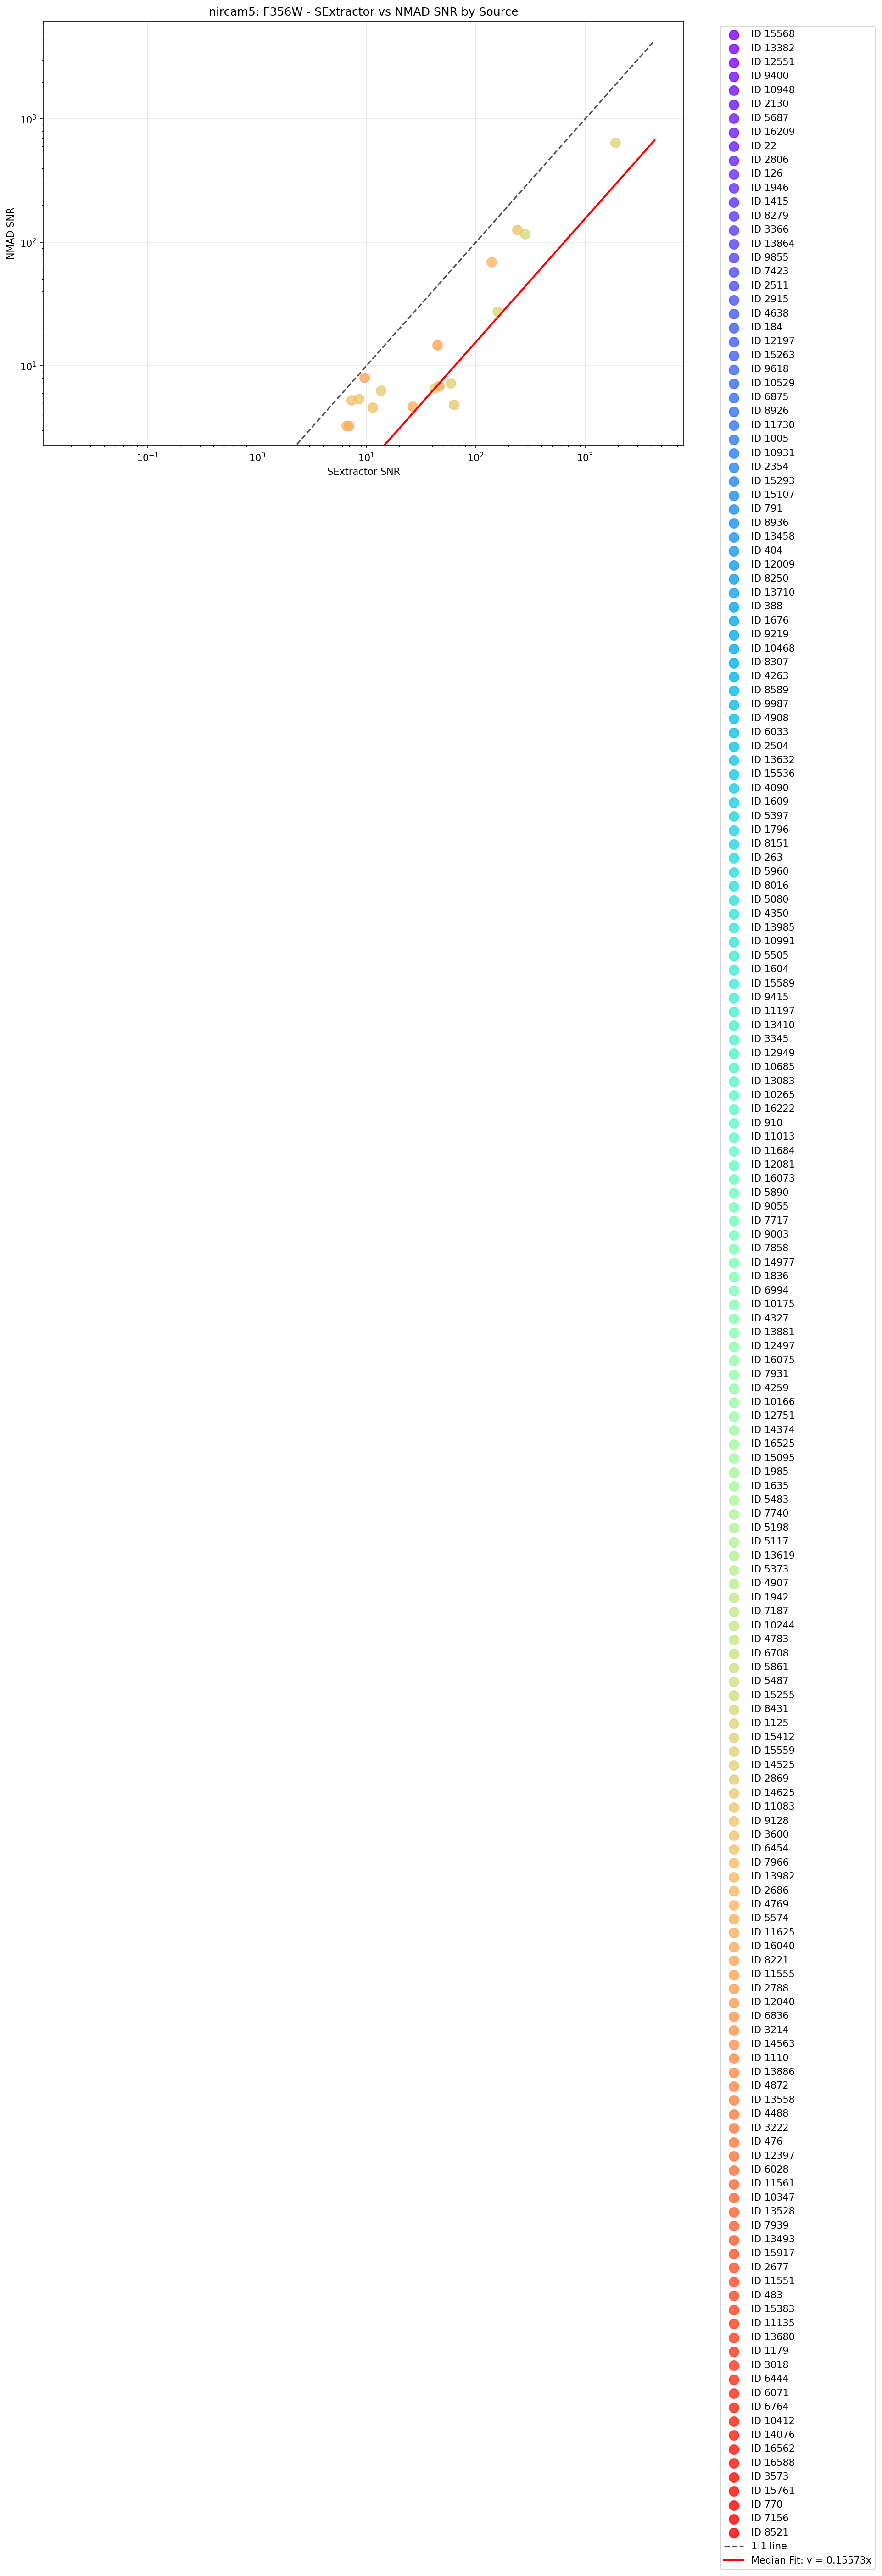 nircam5: F356W - SExtractor vs NMAD SNR by Source
NMAD SNR
10³
10²
10¹
10⁻¹
10⁰
10¹
10²
10³
SExtractor SNR
ID 15568
ID 13382
ID 12551
ID 9400
ID 10948
ID 2130
ID 5687
ID 16209
ID 22
ID 2806
ID 126
ID 1946
ID 1415
ID 8279
ID 3366
ID 13864
ID 9855
ID 7423
ID 2511
ID 2915
ID 4638
ID 184
ID 12197
ID 15263
ID 9618
ID 10529
ID 6875
ID 8926
ID 11730
ID 1005
ID 10931
ID 2354
ID 15293
ID 15107
ID 791
ID 8936
ID 13458
ID 404
ID 12009
ID 8250
ID 13710
ID 388
ID 1676
ID 9219
ID 10468
ID 8307
ID 4263
ID 8589
ID 9987
ID 4908
ID 6033
ID 2504
ID 13632
ID 15536
ID 4090
ID 1609
ID 5397
ID 1796
ID 8151
ID 263
ID 5960
ID 8016
ID 5080
ID 4350
ID 13985
ID 10991
ID 5505
ID 1604
ID 15589
ID 9415
ID 11197
ID 13410
ID 3345
ID 12949
ID 10685
ID 13083
ID 10265
ID 16222
ID 910
ID 11013
ID 11684
ID 12081
ID 16073
ID 5890
ID 9055
ID 7717
ID 9003
ID 7858
ID 14977
ID 1836
ID 6994
ID 10175
ID 4327
ID 13881
ID 12497
ID 16075
ID 7931
ID 4259
ID 10166
ID 12751
ID 14374
ID 16525
ID 15095
ID 1985
ID 1635
ID 5483
ID 7740
ID 5198
ID 5117
ID 13619
ID 5373
ID 4907
ID 1942
ID 7187
ID 10244
ID 4783
ID 6708
ID 5861
ID 5487
ID 15255
ID 8431
ID 1125
ID 15412
ID 15559
ID 14525
ID 2869
ID 14625
ID 11083
ID 9128
ID 3600
ID 6454
ID 7966
ID 13982
ID 2686
ID 4769
ID 5574
ID 11625
ID 16040
ID 8221
ID 11555
ID 2788
ID 12040
ID 6836
ID 3214
ID 14563
ID 1110
ID 13886
ID 4872
ID 13558
ID 4488
ID 3222
ID 476
ID 12397
ID 6028
ID 11561
ID 10347
ID 13528
ID 7939
ID 13493
ID 15917
ID 2677
ID 11551
ID 483
ID 15383
ID 11135
ID 13680
ID 1179
ID 3018
ID 6444
ID 6071
ID 6764
ID 10412
ID 14076
ID 16562
ID 16588
ID 3573
ID 15761
ID 770
ID 7156
ID 8521
1:1 line
Median Fit: y = 0.15573x